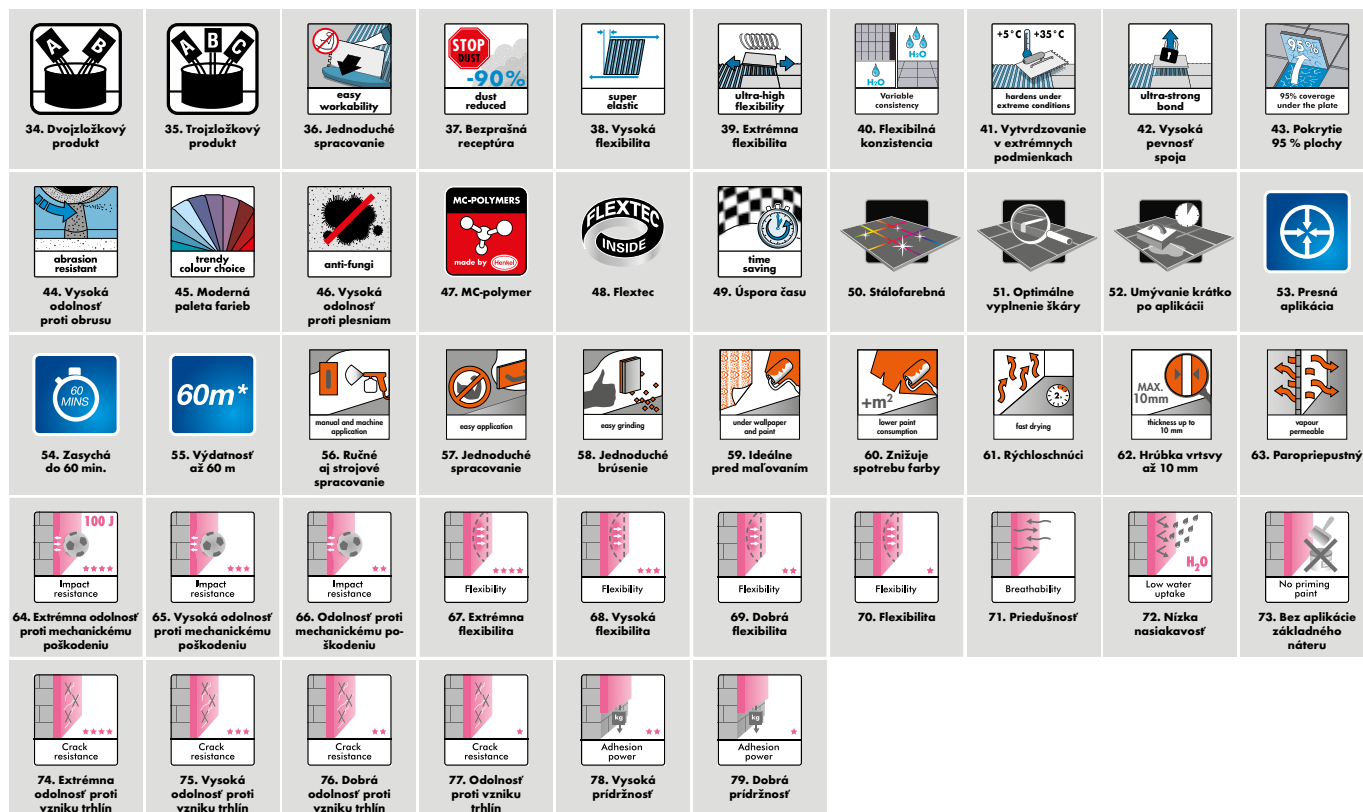 A B
34. Dvojzložkový
produkt
A B C
35. Trojzložkový
produkt
easy
workability
36. Jednoduché
spracovanie
STOP
DUST
-90%
dust
reduced
37. Bezprašná
receptúra
super
elastic
38. Vysoká
flexibilita
ultra-high
flexibility
39. Extrémna
flexibilita
H₂O
H₂O
Variable
consistency
40. Flexibilná
konzistencia
+5°C +35°C
hardens under
extreme conditions
41. Vytvrdzovanie
v extrémnych
podmienkach
ultra-strong
bond
42. Vysoká
pevnosť
spoja
95%
95% coverage
under the plate
43. Pokrytie
95 % plochy
abrasion
resistant
44. Vysoká
odolnosť
proti obrusu
trendy
colour choice
45. Moderná
paleta farieb
anti-fungi
46. Vysoká
odolnosť
proti plesniam
MC-POLYMERS
made by Henkel
47. MC-polymer
FLEXTEC
INSIDE
48. Flextec
time
saving
49. Úspora času
50. Stálofarebná
51. Optimálne
vyplnenie škáry
52. Umývanie krátko
po aplikácii
53. Presná
aplikácia
60
MINS
54. Zasychá
do 60 min.
60m*
55. Výdatnosť
až 60 m
manual and machine
application
56. Ručné
aj strojové
spracovanie
easy application
57. Jednoduché
spracovanie
easy grinding
58. Jednoduché
brúsenie
under wallpaper
and paint
59. Ideálne
pred maľovaním
+m²
lower paint
consumption
60. Znižuje
spotrebu farby
2.
fast drying
61. Rýchloschnúci
MAX.
10mm
thickness up to
10 mm
62. Hrúbka vrtsvy
až 10 mm
vapour
permeable
63. Paropriepustný
100 J
Impact
resistance
64. Extrémna odolnosť
proti mechanickému
poškodeniu
Impact
resistance
65. Vysoká odolnosť
proti mechanickému
poškodeniu
Impact
resistance
66. Odolnosť proti
mechanickému po-
škodeniu
Flexibility
67. Extrémna
flexibilita
Flexibility
68. Vysoká
flexibilita
Flexibility
69. Dobrá
flexibilita
Flexibility
70. Flexibilita
Breathability
71. Priedušnosť
H₂O
Low water
uptake
72. Nízka
nasiakavosť
No priming
paint
73. Bez aplikácie
základného
náteru
Crack
resistance
74. Extrémna
odolnosť proti
vzniku trhlín
Crack
resistance
75. Vysoká
odolnosť proti
vzniku trhlín
Crack
resistance
76. Dobrá
odolnosť proti
vzniku trhlín
Crack
resistance
77. Odolnosť
proti vzniku
trhlín
kg
Adhesion
power
78. Vysoká
prídržnosť
kg
Adhesion
power
79. Dobrá
prídržnosť